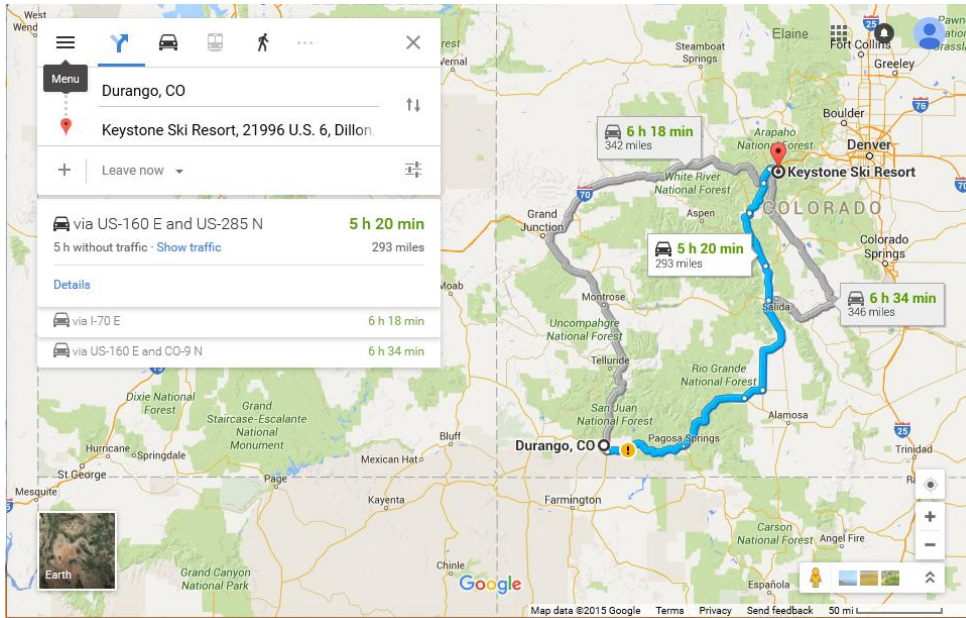 Menu
Durango, CO
Keystone Ski Resort, 21996 U.S. 6, Dillon,
Leave now
via US-160 E and US-285 N 5 h 20 min
5 h without traffic · Show traffic 293 miles
Details
via I-70 E 6 h 18 min
via US-160 E and CO-9 N 6 h 34 min
West
Wend
Elaine
25
Fort Collins
Greeley
Steamboat
Springs
Vernal
76
Boulder
6 h 18 min
342 miles
Arapaho
National Forest
Denver
Keystone Ski Resort
70
White River
National Forest
70
Grand
Junction
Aspen
COLORADO
5 h 20 min
293 miles
Colorado
Springs
Moab
Montrose
Salida
6 h 34 min
346 miles
Uncompahgre
National Forest
Telluride
15
Rio Grande
National Forest
Dixie National
Forest
Grand
Staircase-Escalante
National
Monument
San Juan
National Forest
Alamosa
25
Bluff
Durango, CO
Pagosa Springs
Trinidad
Hurricane
Springdale
Mexican Hat
St George
Page
Mesquite
Kayenta
Farmington
Carson
National Forest
Angel Fire
Earth
Grand Canyon
National Park
Chinle
Google
Española
Map data ©2015 Google Terms Privacy Send feedback 50 mi